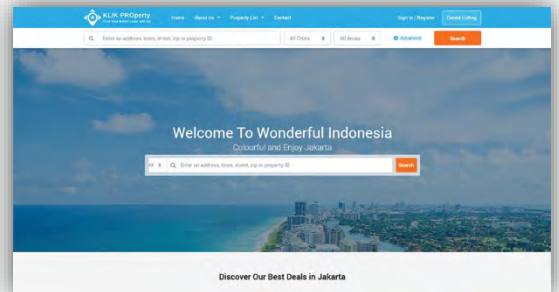 KLIK PROperty
Home About Us Property List Contact Sign in / Register Create Listing
Enter an address, town, street, zip or property ID All Cities All Areas Advanced Search
Welcome To Wonderful Indonesia
Colourful and Enjoy Jakarta
Enter an address, town, street, zip or property ID Search
Discover Our Best Deals in Jakarta